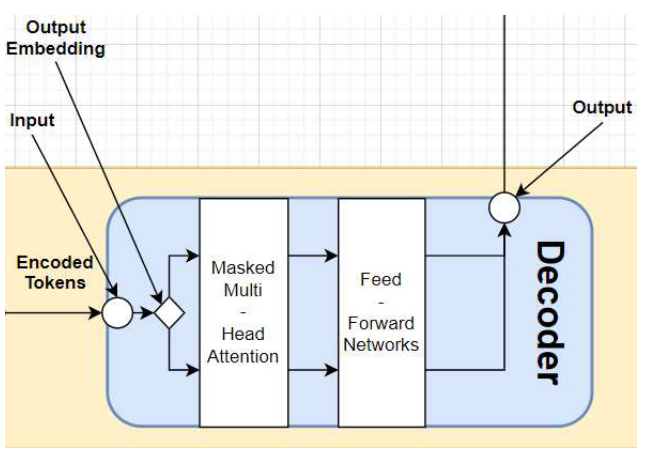 Output
Embedding
Input
Output
Encoded
Tokens
Masked
Multi
-
Head
Attention
Feed
-
Forward
Networks
Decoder